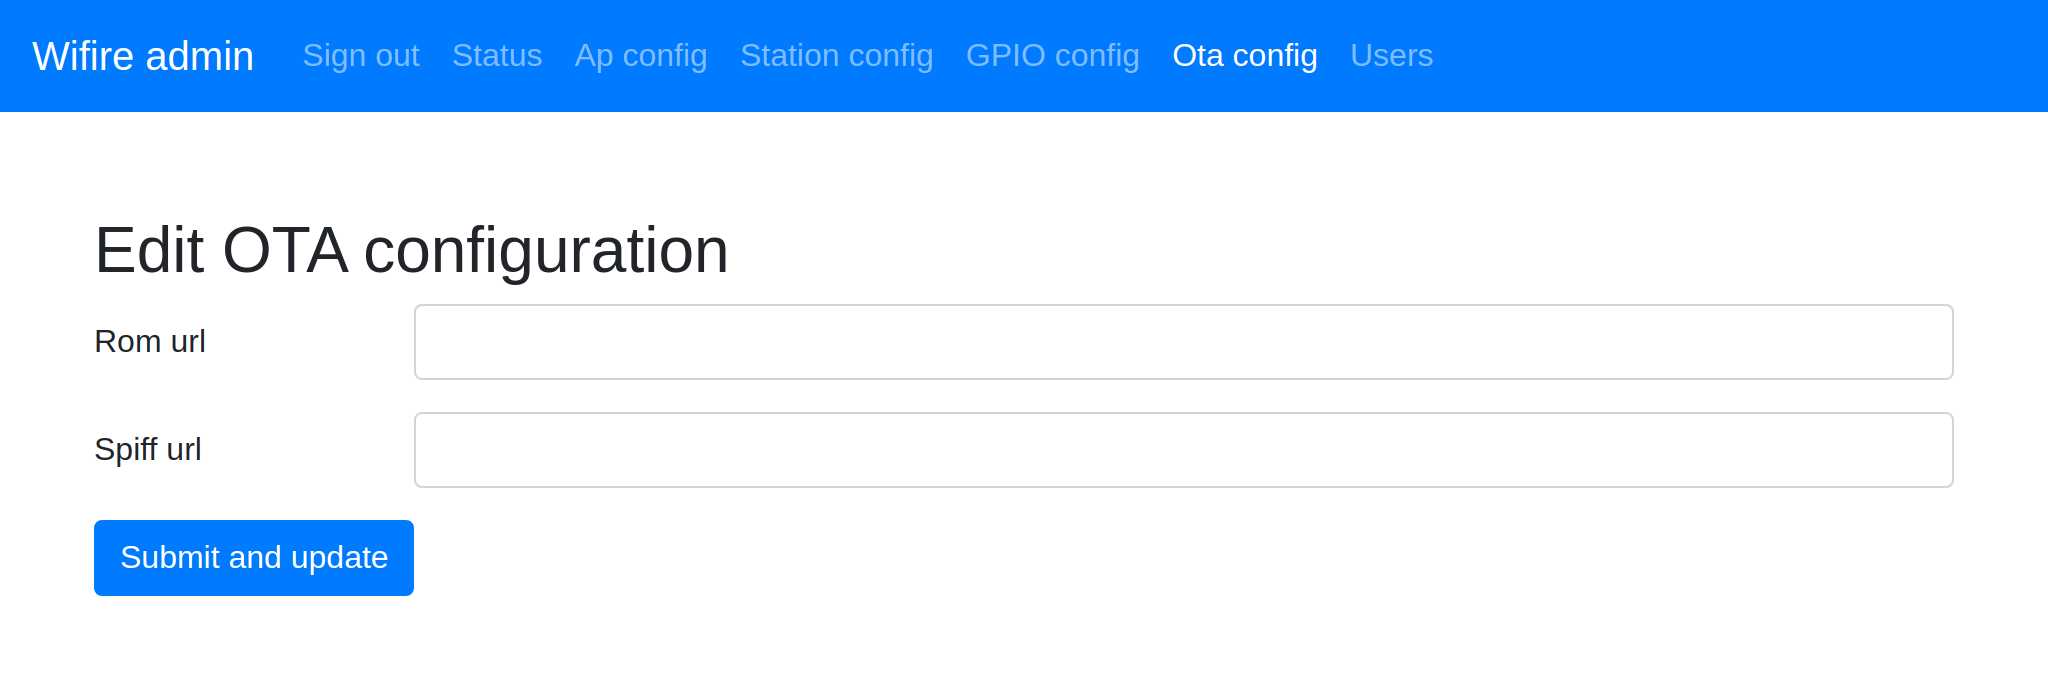 Wifire admin Sign out Status Ap config Station config GPIO config Ota config Users
Edit OTA configuration
Rom url
Spiff url
Submit and update